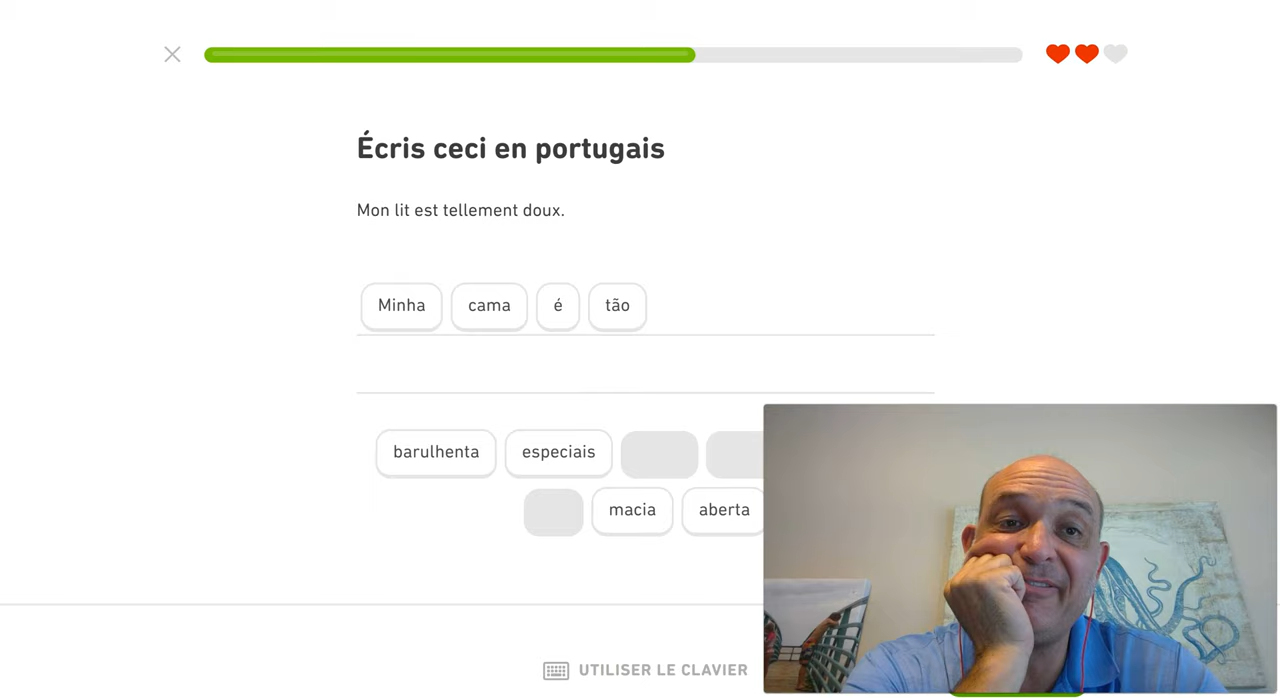 Écris ceci en portugais
Mon lit est tellement doux.
Minha cama é tão
barulhenta especiais
macia aberta
UTILISER LE CLAVIER